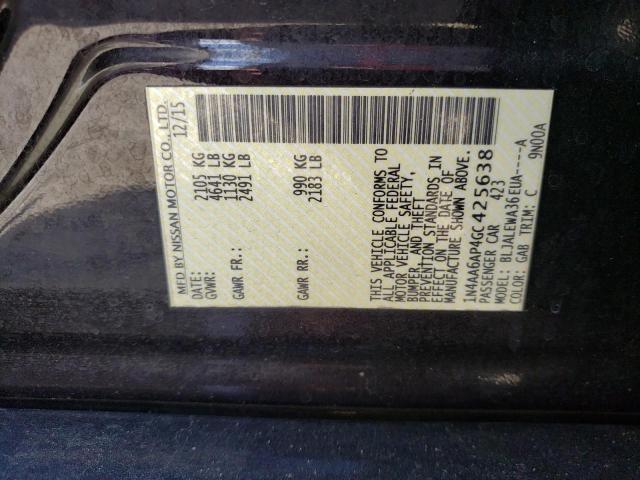 MFD BY NISSAN MOTOR CO., LTD.
DATE: 12/15
GVWR: 2105 KG
4641 LB
GAWR FR: 1130 KG
2491 LB
GAWR RR: 990 KG
2183 LB
THIS VEHICLE CONFORMS TO
ALL APPLICABLE FEDERAL
MOTOR VEHICLE SAFETY,
BUMPER, AND THEFT
PREVENTION STANDARDS IN
EFFECT ON THE DATE OF
MANUFACTURE SHOWN ABOVE.
1N4AA6AP4GC425638
PASSENGER CAR 423
MODEL: BLJALEWA36EUA----A
COLOR: GAB TRIM: C 9N00A